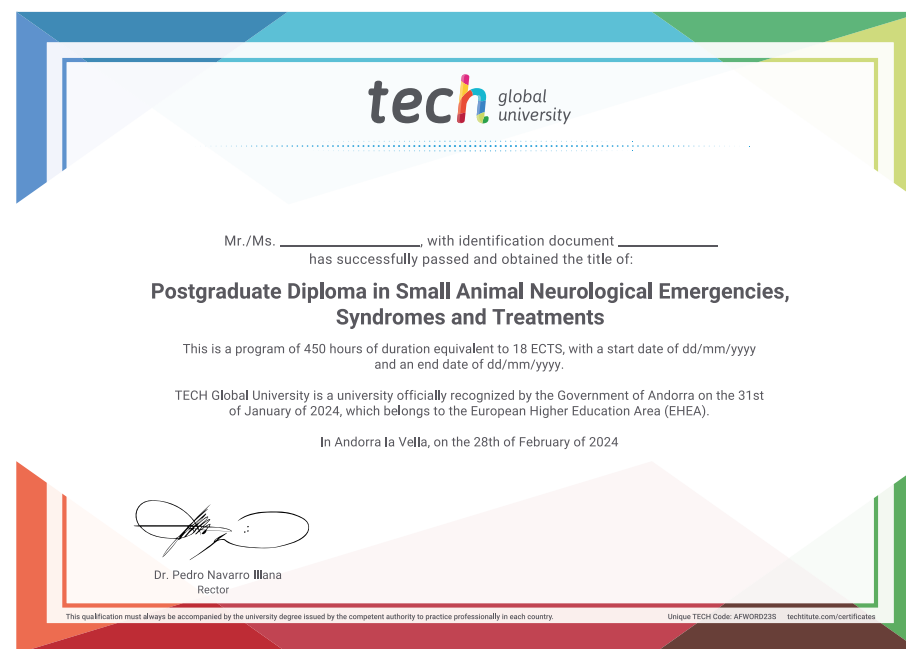 tech global
university
Mr./Ms. ____________, with identification document ____________
has successfully passed and obtained the title of:
Postgraduate Diploma in Small Animal Neurological Emergencies,
Syndromes and Treatments
This is a program of 450 hours of duration equivalent to 18 ECTS, with a start date of dd/mm/yyyy
and an end date of dd/mm/yyyy.
TECH Global University is a university officially recognized by the Government of Andorra on the 31st
of January of 2024, which belongs to the European Higher Education Area (EHEA).
In Andorra la Vella, on the 28th of February of 2024
Dr. Pedro Navarro Illana
Rector
This qualification must always be accompanied by the university degree issued by the competent authority to practice professionally in each country.
Unique TECH Code: AFWORD23S techtitute.com/certificates